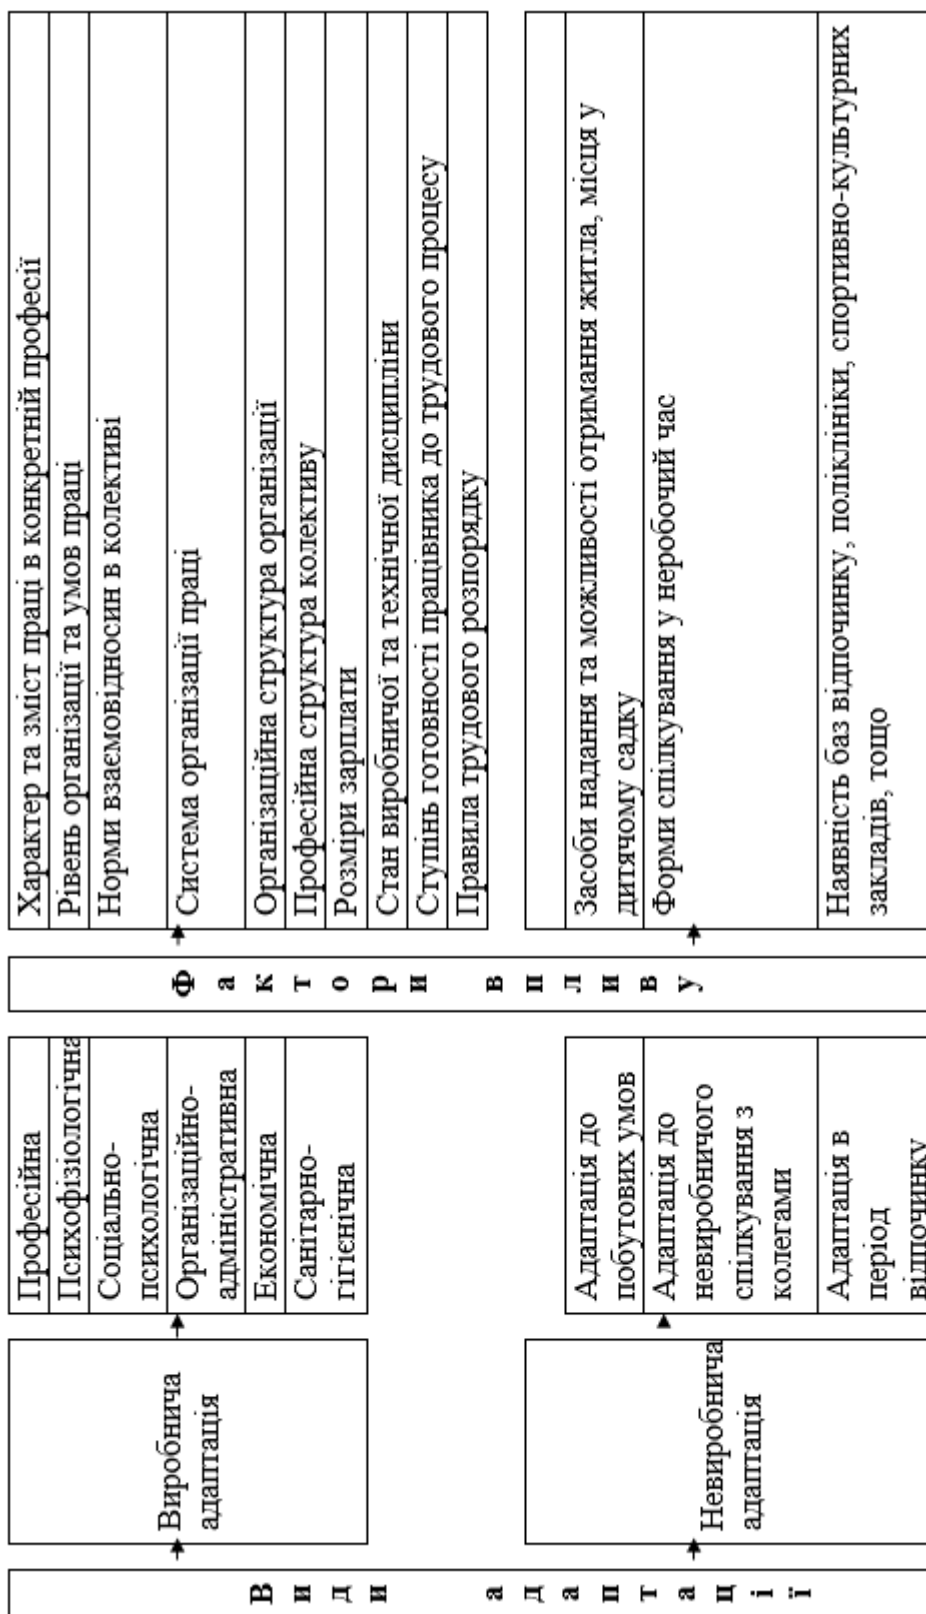 Види адаптації
Виробнича
адаптація
Професійна
Психофізіологічна
Соціально-
психологічна
Організаційно-
адміністративна
Економічна
Санітарно-
гігієнічна
Фактори впливу
Характер та зміст праці в конкретній професії
Рівень організації та умов праці
Норми взаємовідносин в колективі
Система організації праці
Організаційна структура організації
Професійна структура колективу
Розміри зарплати
Стан виробничої та технічної дисципліни
Ступінь готовності працівника до трудового процесу
Правила трудового розпорядку
Невиробнича
адаптація
Адаптація до
побутових умов
Адаптація до
невиробничого
спілкування з
колегами
Адаптація в
період
відпочинку
Засоби надання та можливості отримання житла, місця у
дитячому садку
Форми спілкування у неробочий час
Наявність баз відпочинку, поліклініки, спортивно-культурних
закладів, тощо